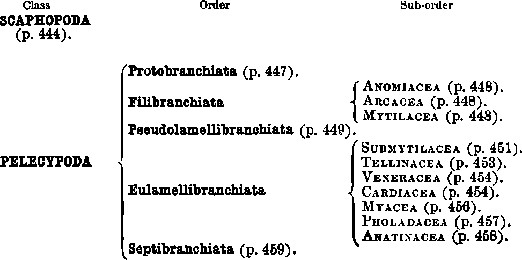 Class Order Sub-order
SCAPHOPODA
(p. 444).
Protobranchiata (p. 447).
ANOMIACEA (p. 448).
Filibranchiata ARCACEA (p. 448).
MYTILACEA (p. 448).
Pseudolamellibranchiata (p. 449).
SUBMYTILACEA (p. 451).
TELLINACEA (p. 453).
PELECYPODA VENERACEA (p. 454).
CARDIACEA (p. 454).
Eulamellibranchiata MYACEA (p. 456).
PHOLADACEA (p. 457).
ANATINACEA (p. 458).
Septibranchiata (p. 459).